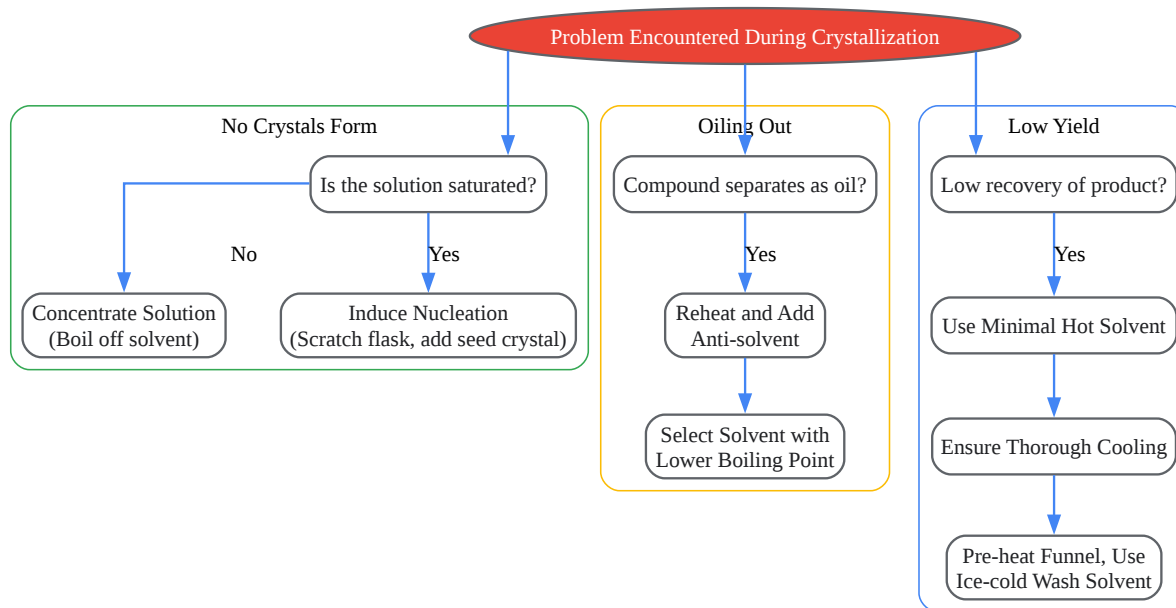 Problem Encountered During Crystallization
No Crystals Form
Is the solution saturated?
No
Yes
Concentrate Solution
(Boil off solvent)
Induce Nucleation
(Scratch flask, add seed crystal)
Oiling Out
Compound separates as oil?
Yes
Reheat and Add
Anti-solvent
Select Solvent with
Lower Boiling Point
Low Yield
Low recovery of product?
Yes
Use Minimal Hot Solvent
Ensure Thorough Cooling
Pre-heat Funnel, Use
Ice-cold Wash Solvent